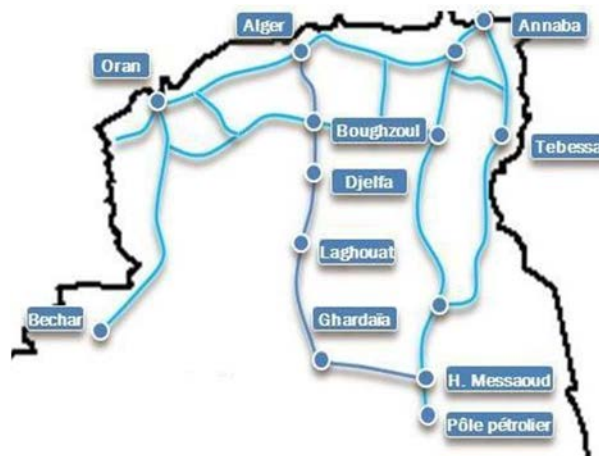 Alger
Annaba
Oran
Boughzoul
Tebessa
Djelfa
Laghouat
Bechar
Ghardaïa
H. Messaoud
Pôle pétrolier